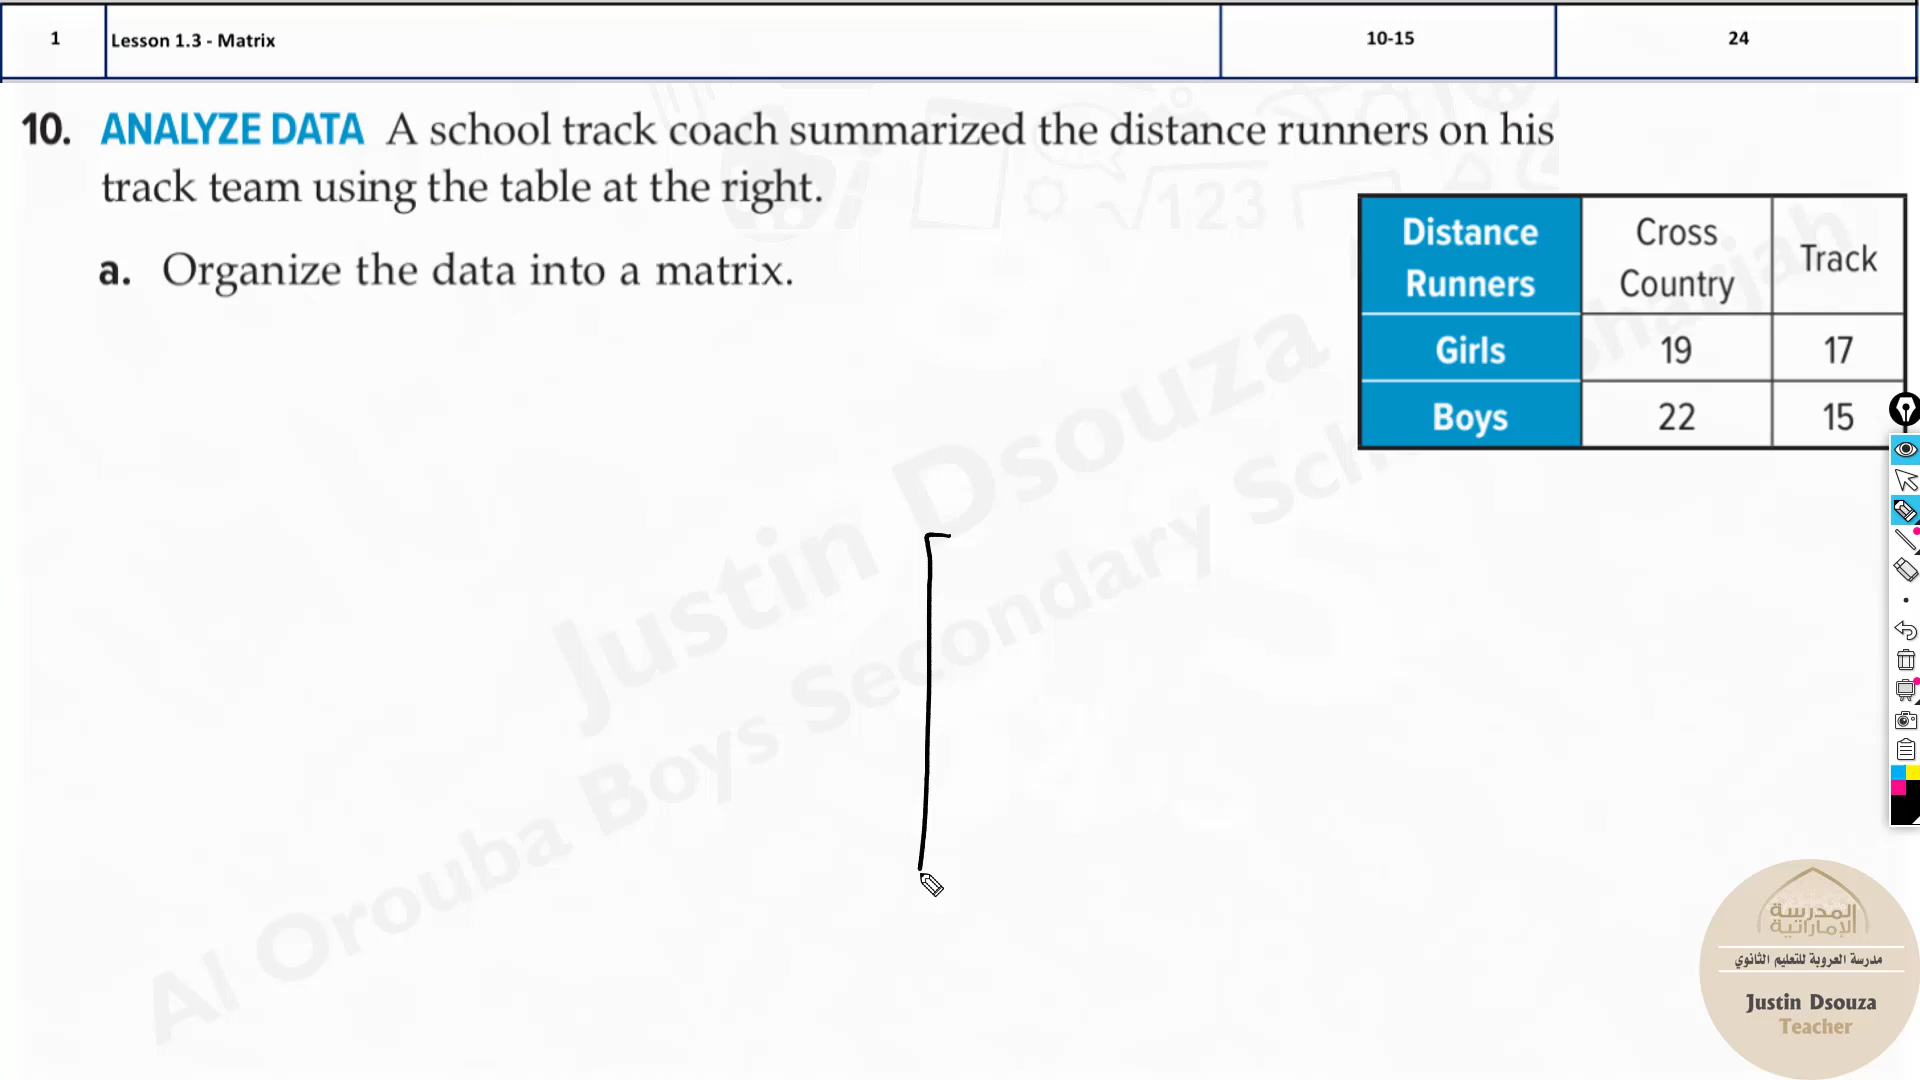 1 Lesson 1.3 - Matrix 10-15 24
10. ANALYZE DATA A school track coach summarized the distance runners on his
track team using the table at the right.
a. Organize the data into a matrix.
Distance Runners Cross Country Track
Girls 19 17
Boys 22 15
Justin Dsouza
Al Orouba Boys Secondary School Sharjah
123
المدرسة
الإماراتية
مدرسة العروبة للتعليم الثانوي
Justin Dsouza
Teacher